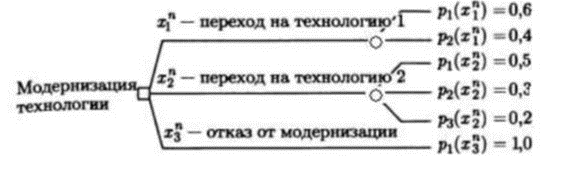 x₁ⁿ — переход на технологию 1
p₁(x₁ⁿ) = 0,6
p₂(x₁ⁿ) = 0,4
Модернизация
технологии
x₂ⁿ — переход на технологию 2
p₁(x₂ⁿ) = 0,5
p₂(x₂ⁿ) = 0,3
p₃(x₂ⁿ) = 0,2
x₃ⁿ — отказ от модернизации
p₁(x₃ⁿ) = 1,0